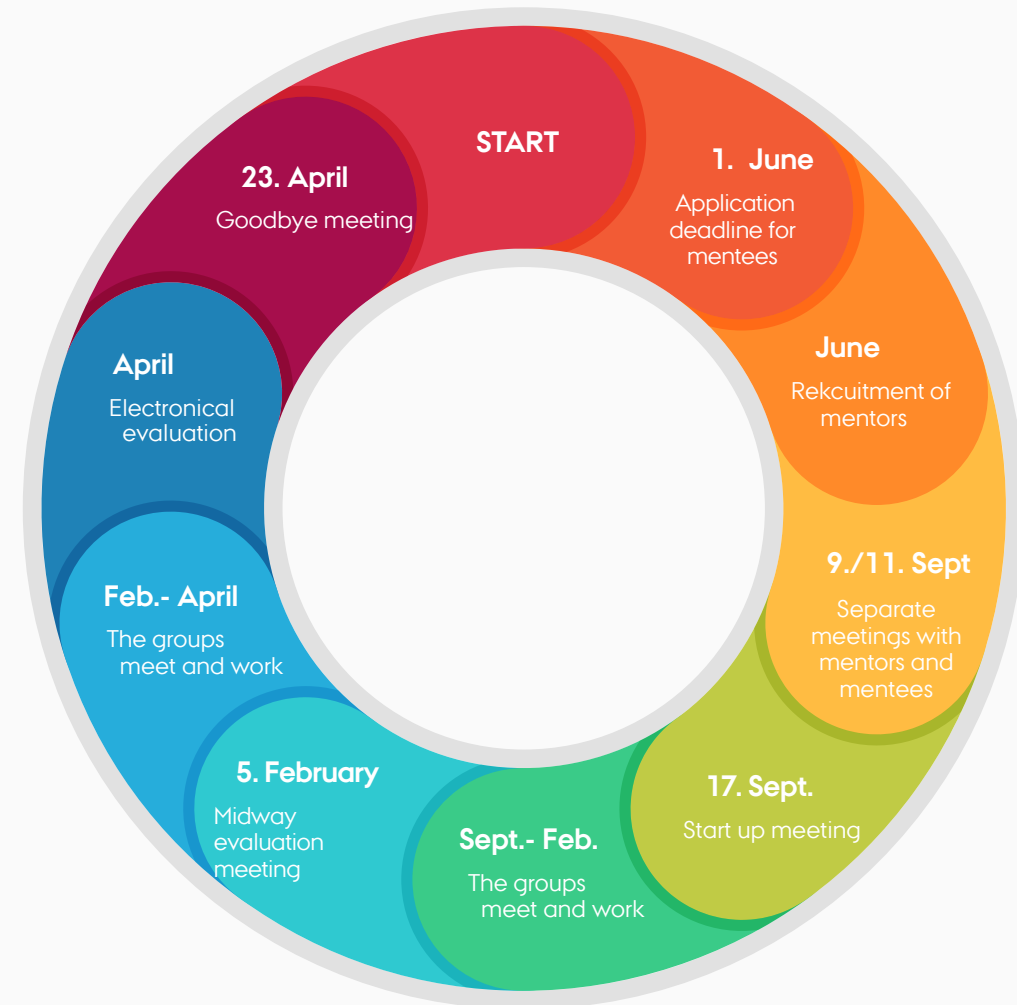 START
1. June
Application
deadline for
mentees
June
Rekcuitment of
mentors
9./11. Sept
Separate
meetings with
mentors and
mentees
17. Sept.
Start up meeting
Sept.- Feb.
The groups
meet and work
5. February
Midway
evaluation
meeting
Feb.- April
The groups
meet and work
April
Electronical
evaluation
23. April
Goodbye meeting